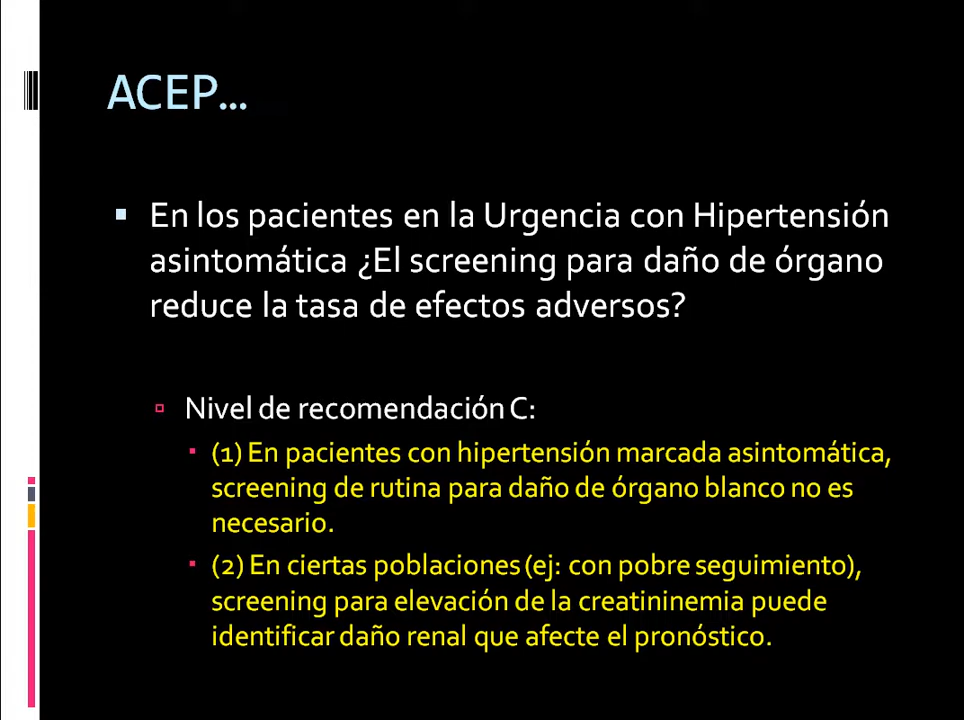 ACEP...
En los pacientes en la Urgencia con Hipertensión
asintomática ¿El screening para daño de órgano
reduce la tasa de efectos adversos?
Nivel de recomendación C:
(1) En pacientes con hipertensión marcada asintomática,
screening de rutina para daño de órgano blanco no es
necesario.
(2) En ciertas poblaciones (ej: con pobre seguimiento),
screening para elevación de la creatininemia puede
identificar daño renal que afecte el pronóstico.